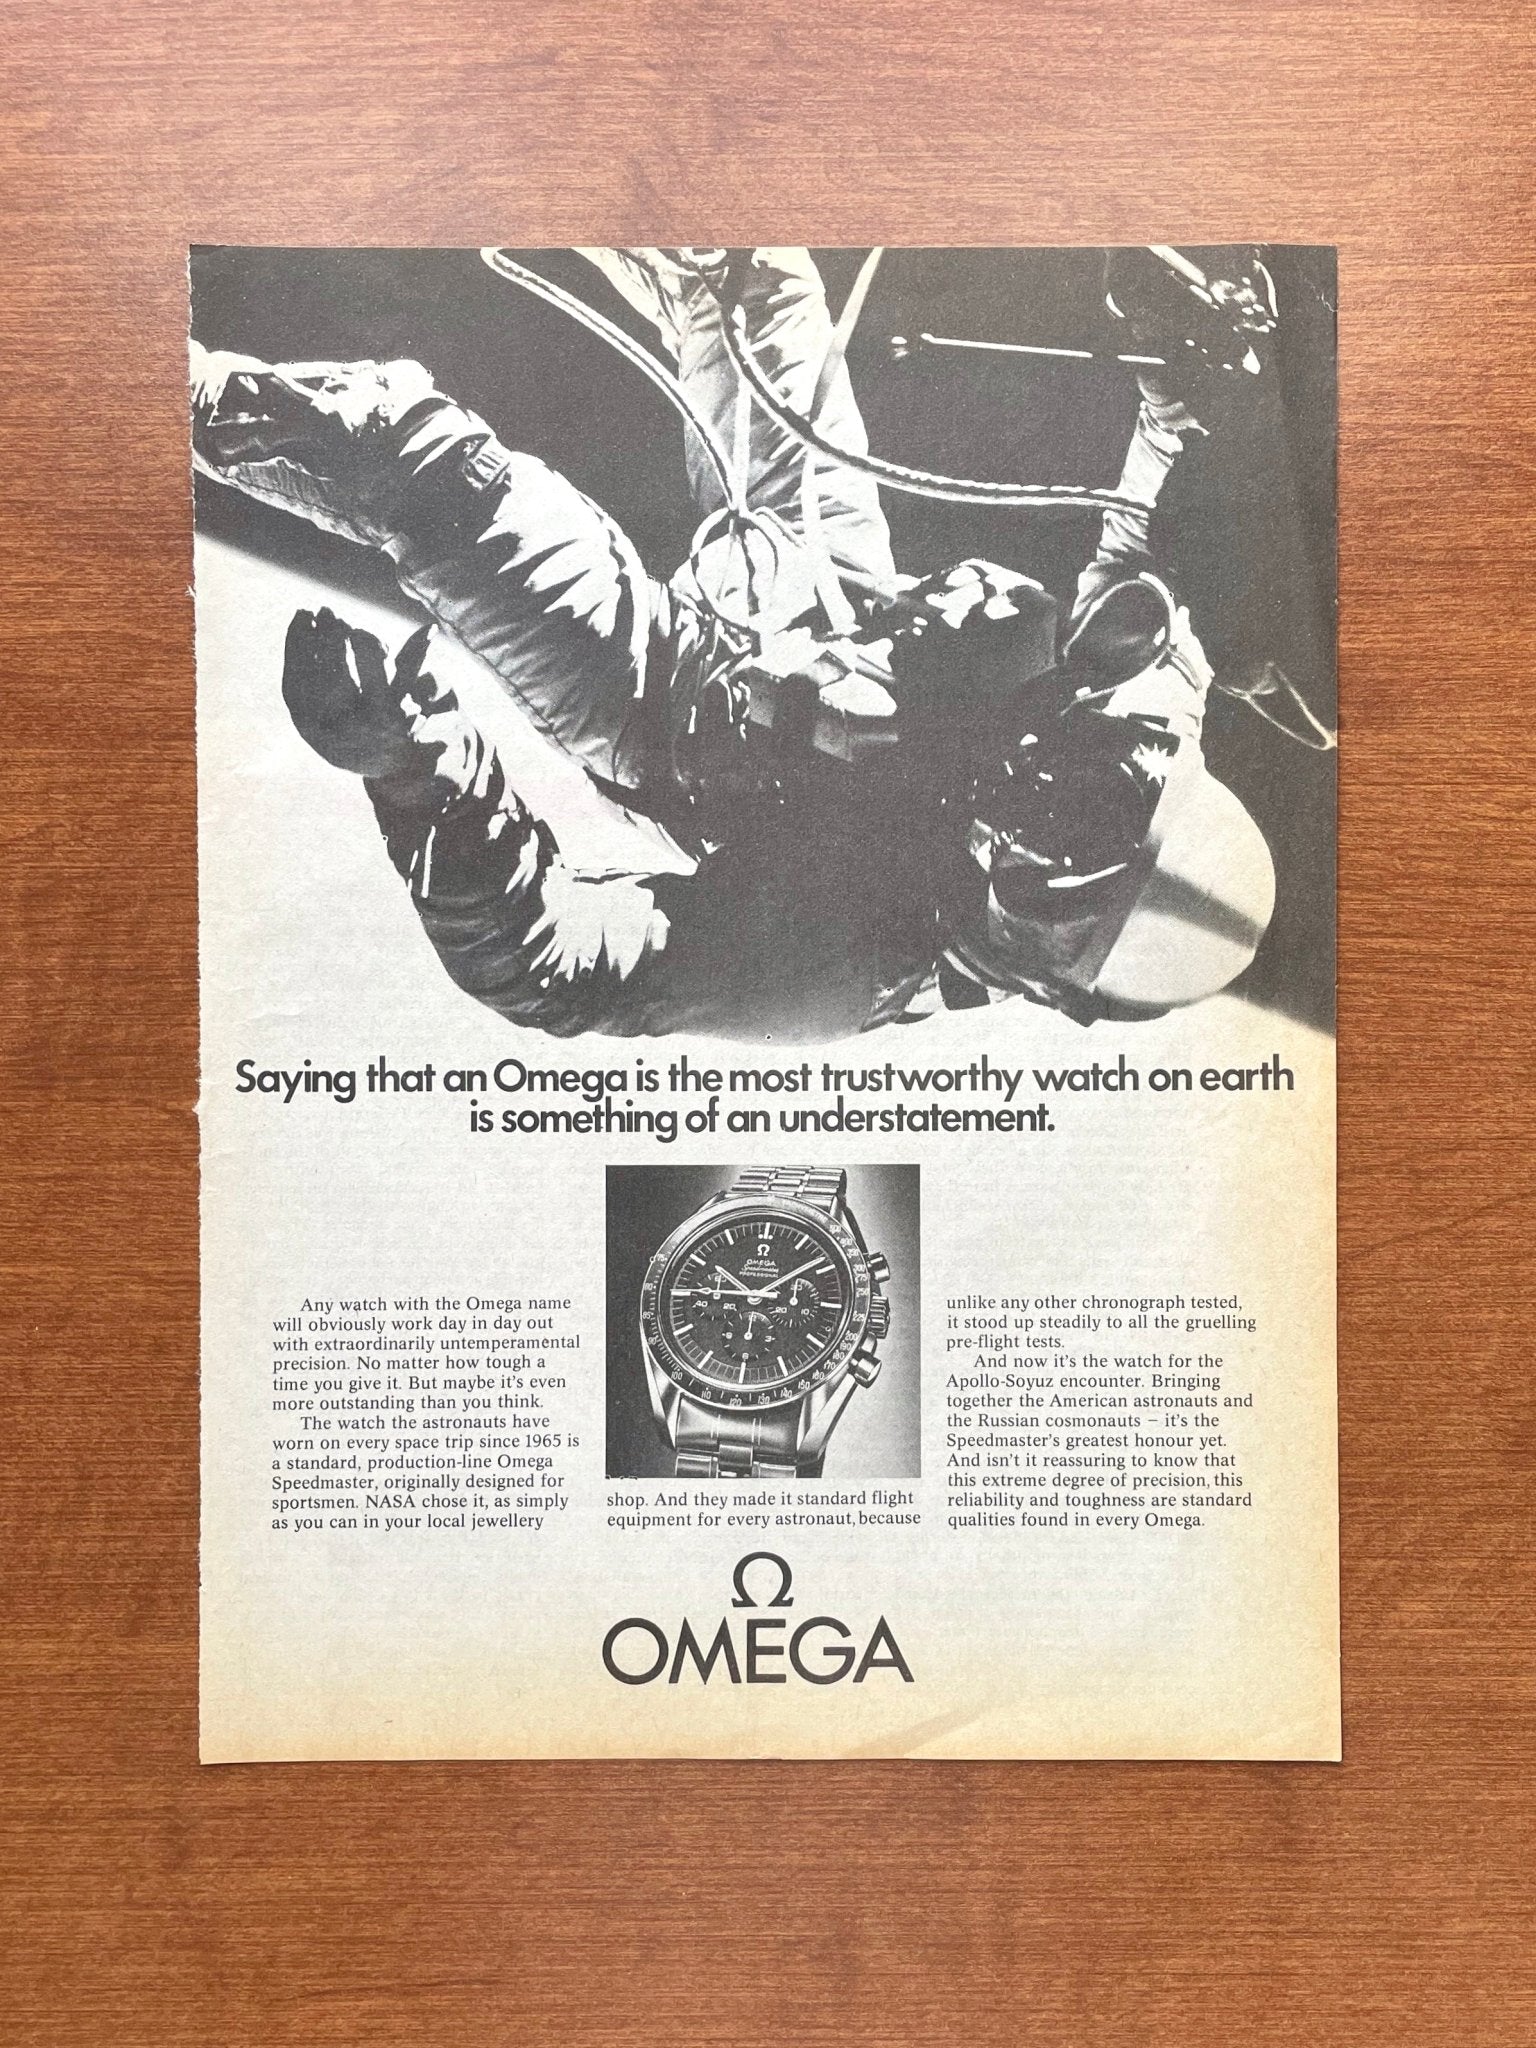 Saying that an Omega is the most trustworthy watch on earth
is something of an understatement.
Any watch with the Omega name
will obviously work day in day out
with extraordinarily untemperamental
precision. No matter how tough a
time you give it. But maybe it's even
more outstanding than you think.
The watch the astronauts have
worn on every space trip since 1965 is
a standard, production-line Omega
Speedmaster, originally designed for
sportsmen. NASA chose it, as simply
as you can in your local jewellery
Ω
OMEGA
Speedmaster
PROFESSIONAL
shop. And they made it standard flight
equipment for every astronaut, because
unlike any other chronograph tested,
it stood up steadily to all the gruelling
pre-flight tests.
And now it's the watch for the
Apollo-Soyuz encounter. Bringing
together the American astronauts and
the Russian cosmonauts – it's the
Speedmaster's greatest honour yet.
And isn't it reassuring to know that
this extreme degree of precision, this
reliability and toughness are standard
qualities found in every Omega.
Ω
OMEGA